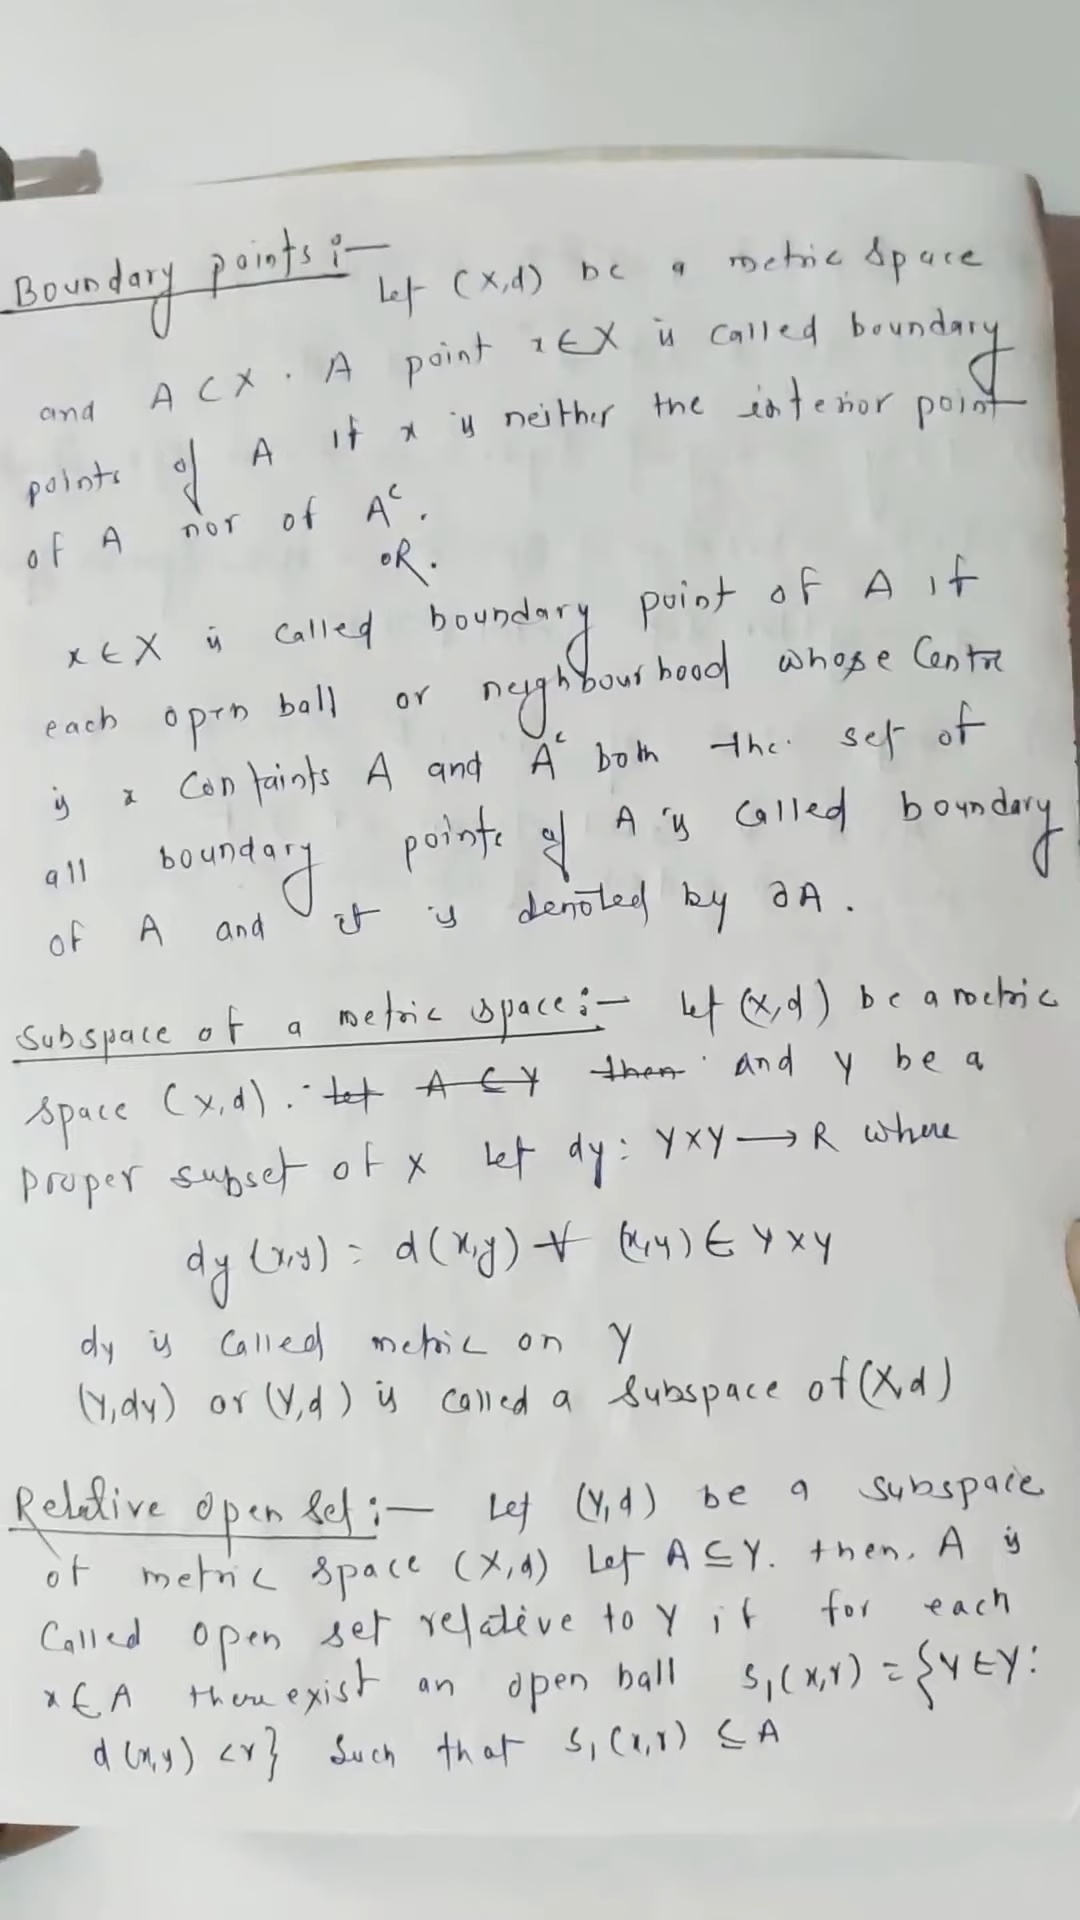 Boundary points :—
Let (X,d) be a metric space
and A ⊂ X. A point x∈X is called boundary
points of A if x is neither the interior point
of A nor of Aᶜ.
OR.
x∈X is called boundary point of A if
each open ball or neighbourhood whose Centre
is x Containts A and Aᶜ both the set of
all boundary points of A is called boundary
of A and it is denoted by ∂A.
Subspace of a metric space :— Let (X,d) be a metric
space (X,d). Let A ⊆ Y then and Y be a
proper subset of X Let dy : Y×Y ⟶ R where
dy (x,y) = d(x,y) ∀ (x,y) ∈ Y×Y
dy is called metric on Y
(Y,dy) or (Y,d) is called a subspace of (X,d)
Relative open set :— Let (Y,d) be a subspace
of metric space (X,d) Let A⊆Y. then, A is
called open set relative to Y if for each
x∈A there exist an open ball S₁(x,r) = {y∈Y:
d(x,y) <r} such that S₁(x,r) ⊆ A